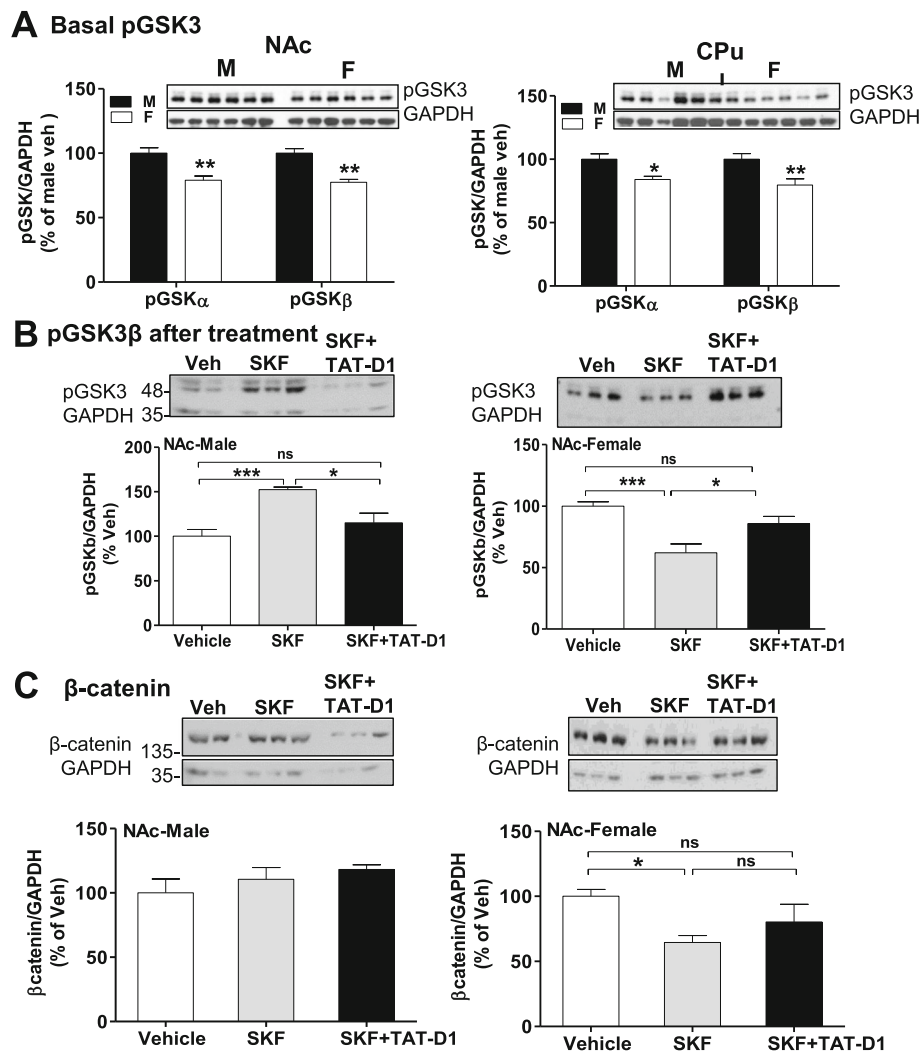 A Basal pGSK3
NAc
M F
pGSK3
GAPDH
M
F
pGSK/GAPDH
(% of male veh)
150
100
50
0
** **
pGSKα pGSKβ
CPu
M F
pGSK3
GAPDH
M
F
pGSK/GAPDH
(% of male veh)
150
100
50
0
* **
pGSKα pGSKβ
B pGSK3β after treatment
Veh SKF SKF+
TAT-D1
pGSK3 48-
GAPDH 35-
NAc-Male
pGSKb/GAPDH
(% Veh)
200
150
100
50
0
ns
*** *
Vehicle SKF SKF+TAT-D1
Veh SKF SKF+
TAT-D1
pGSK3
GAPDH
NAc-Female
pGSKb/GAPDH
(% Veh)
150
100
50
0
ns
*** *
Vehicle SKF SKF+TAT-D1
C β-catenin
Veh SKF SKF+
TAT-D1
β-catenin
135-
GAPDH
35-
NAc-Male
βcatenin/GAPDH
(% of Veh)
150
100
50
0
Vehicle SKF SKF+TAT-D1
Veh SKF SKF+
TAT-D1
β-catenin
GAPDH
NAc-Female
βcatenin/GAPDH
(% of Veh)
150
100
50
0
ns
* ns
Vehicle SKF SKF+TAT-D1